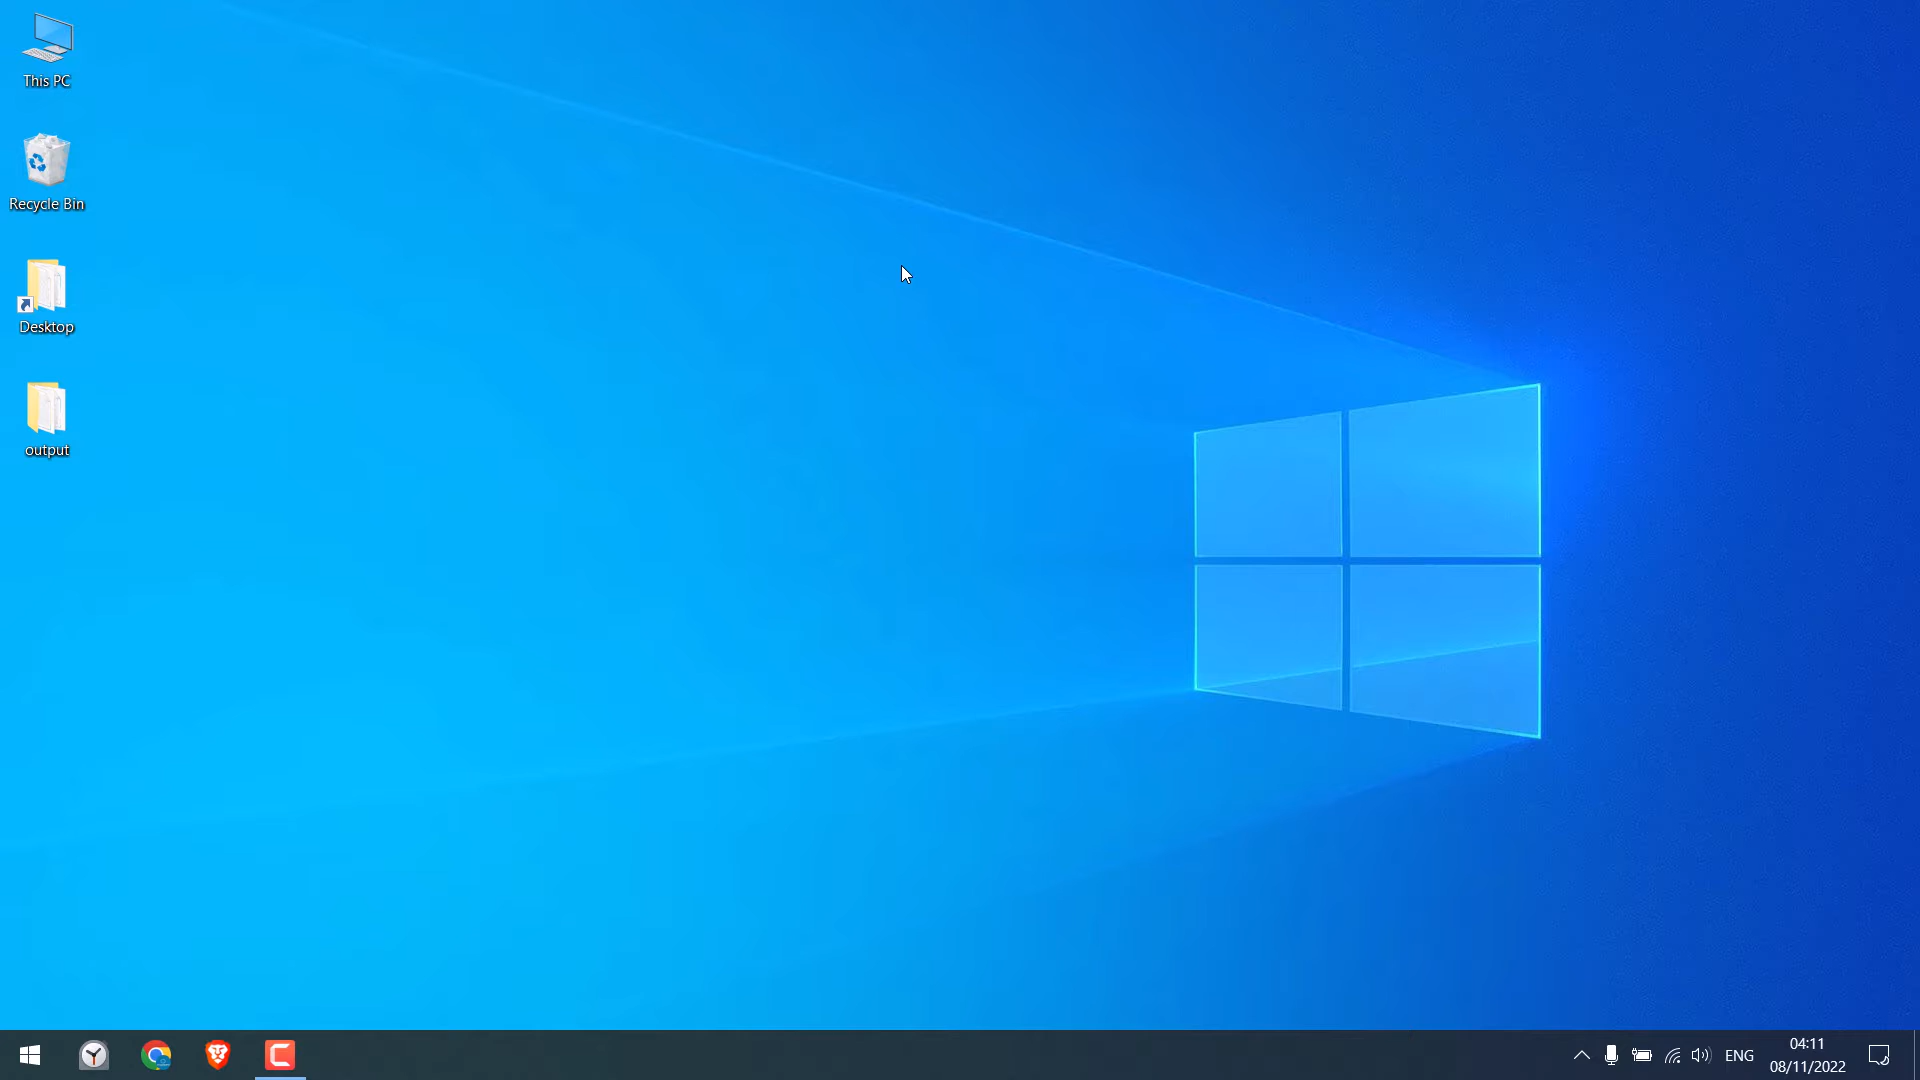 This PC
Recycle Bin
Desktop
output
ENG
04:11
08/11/2022